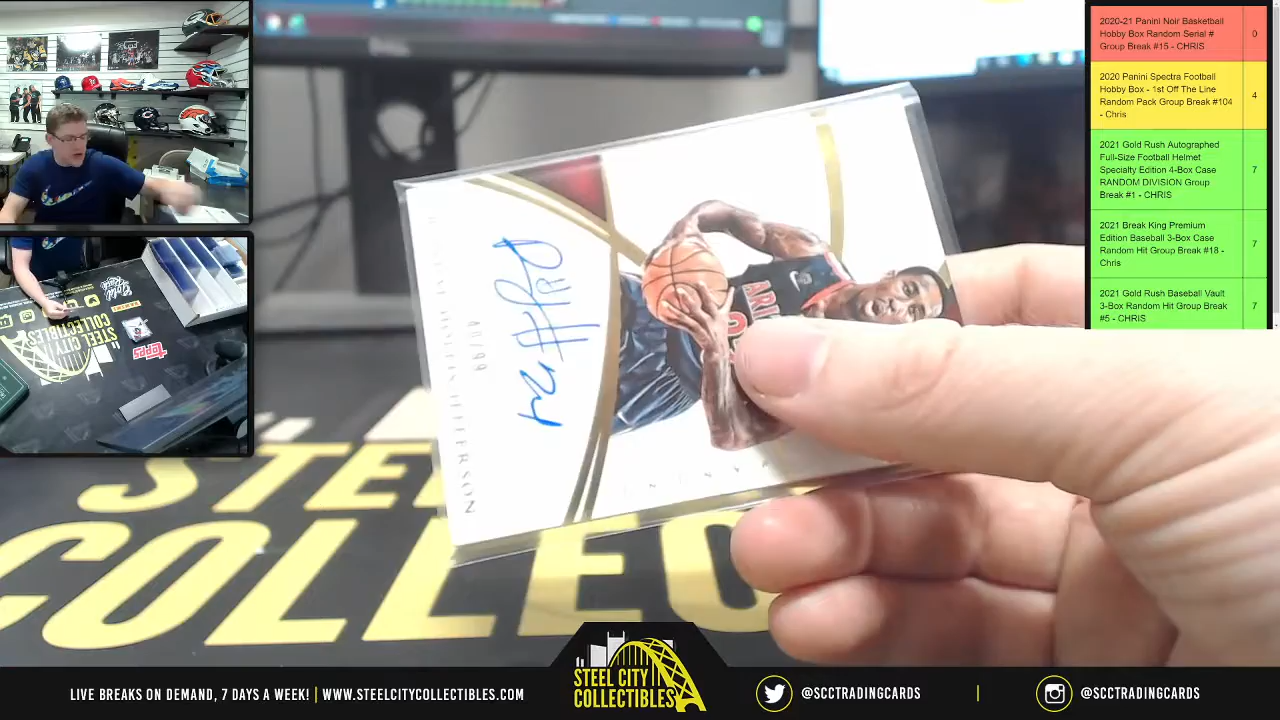 2020-21 Panini Noir Basketball
Hobby Box Random Serial #
Group Break #15 - CHRIS
0
2020 Panini Spectra Football
Hobby Box - 1st Off The Line
Random Pack Group Break #104
- Chris
4
2021 Gold Rush Autographed
Full-Size Football Helmet
Specialty Edition 4-Box Case
RANDOM DIVISION Group
Break #1 - CHRIS
7
2021 Break King Premium
Edition Baseball 3-Box Case
Random Hit Group Break #18 -
Chris
7
2021 Gold Rush Baseball Vault
3-Box Random Hit Group Break
#5 - CHRIS
7
DELL
STEEL CITY
COLLECTIBLES
topps
STEE
COLLEC
LIVE BREAKS ON DEMAND, 7 DAYS A WEEK! | WWW.STEELCITYCOLLECTIBLES.COM
STEEL CITY
COLLECTIBLES
@SCCTRADINGCARDS
|
@SCCTRADINGCARDS